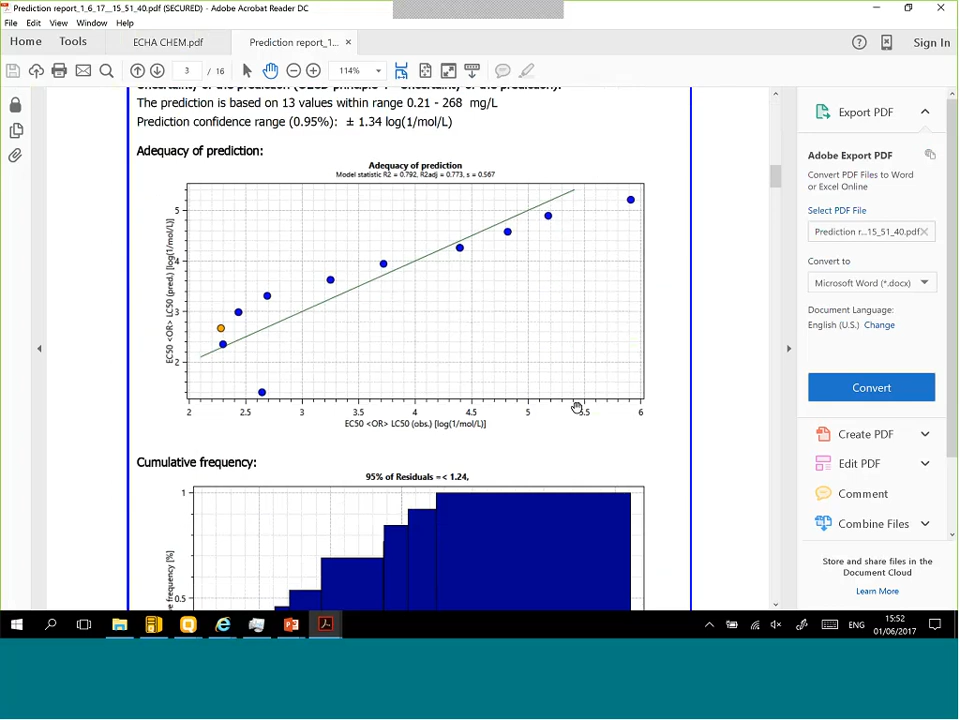 Prediction report_1_6_17__15_51_40.pdf (SECURED) - Adobe Acrobat Reader DC
File Edit View Window Help
Home Tools ECHA CHEM.pdf Prediction report_1_... × Sign In
3 / 16 114%
The prediction is based on 13 values within range 0.21 - 268 mg/L
Prediction confidence range (0.95%): ± 1.34 log(1/mol/L)
Adequacy of prediction:
Adequacy of prediction
Model statistic R2 = 0.792, R2adj = 0.773, s = 0.567
EC50 <OR> LC50 (pred.) [log(1/mol/L)]
5
4
3
2
2 2.5 3 3.5 4 4.5 5 5.5 6
EC50 <OR> LC50 (obs.) [log(1/mol/L)]
Cumulative frequency:
95% of Residuals =< 1.24,
1
0.5
frequency [%]
Export PDF
Adobe Export PDF
Convert PDF Files to Word
or Excel Online
Select PDF File
Prediction r...15_51_40.pdf ×
Convert to
Microsoft Word (*.docx)
Document Language:
English (U.S.) Change
Convert
Create PDF
Edit PDF
Comment
Combine Files
Store and share files in the
Document Cloud
Learn More
ENG
15:52
01/06/2017